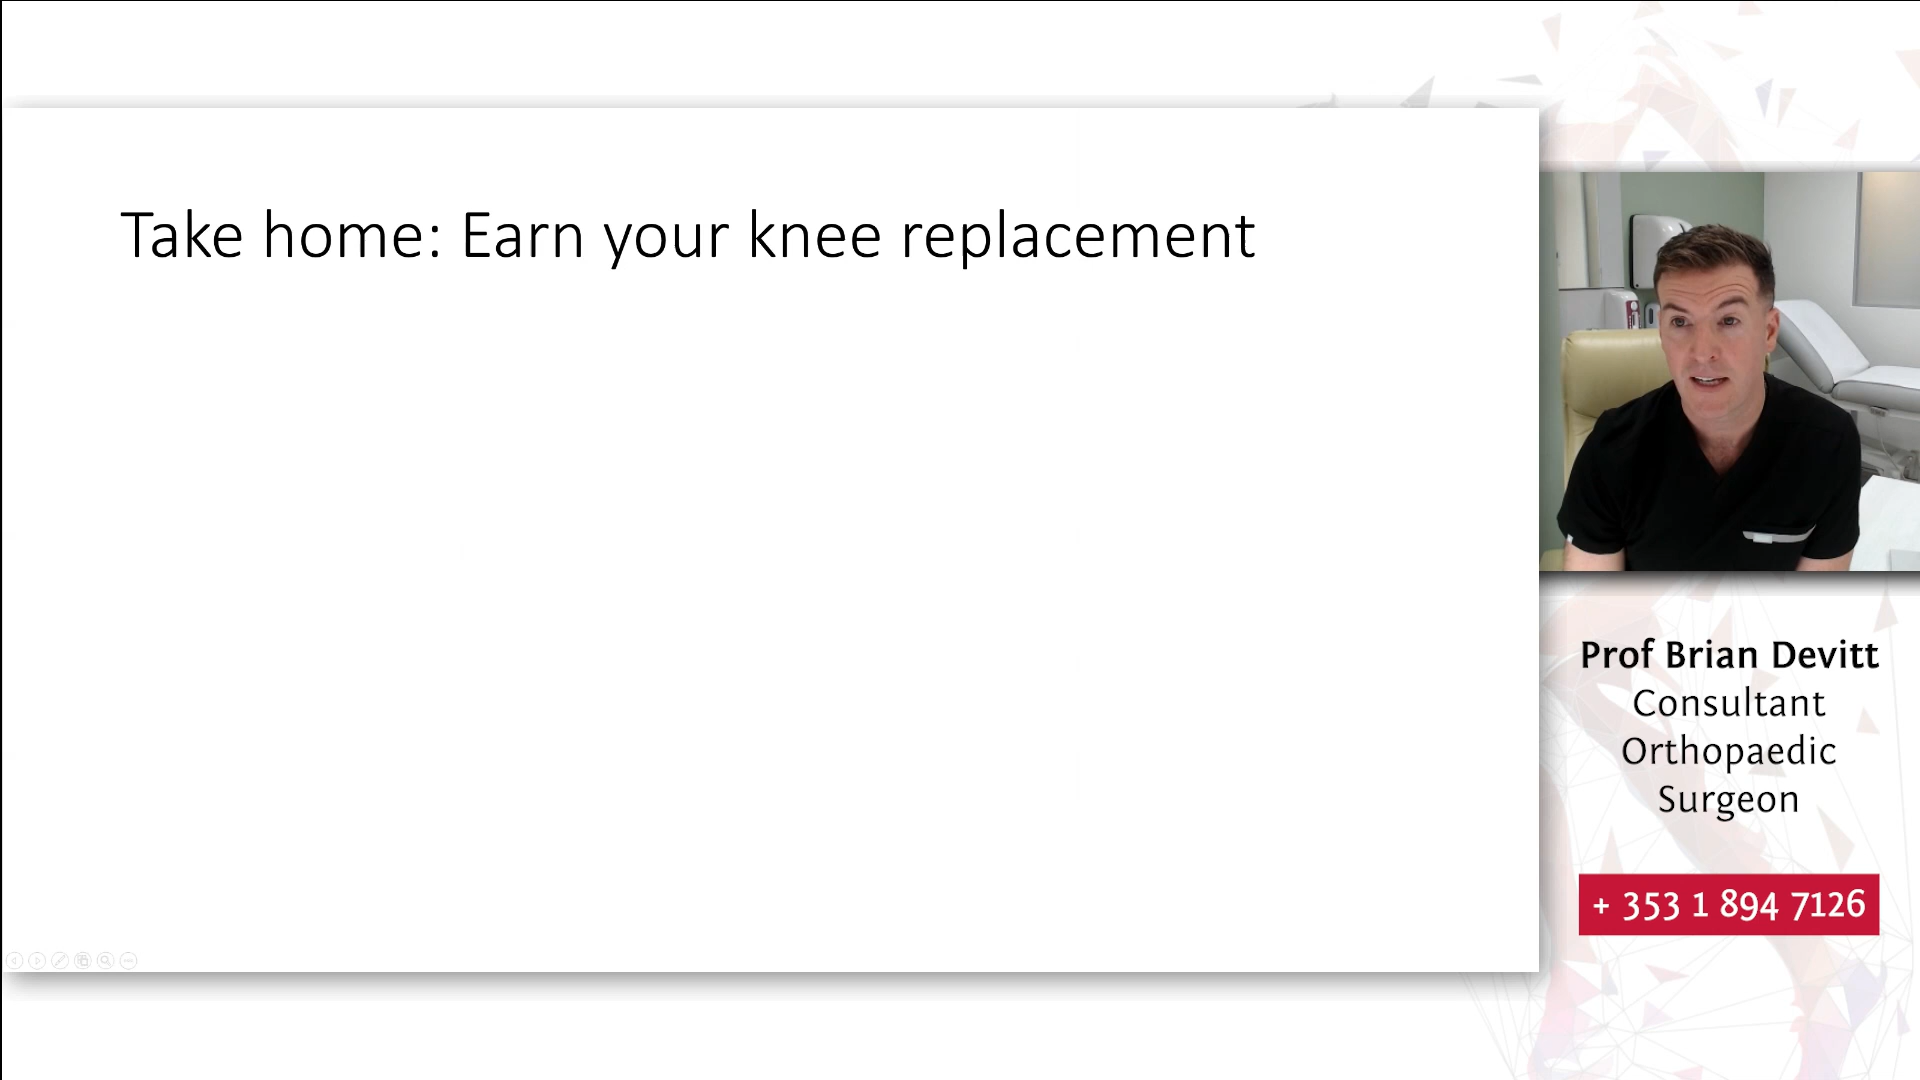 Take home: Earn your knee replacement
Prof Brian Devitt
Consultant
Orthopaedic
Surgeon
+ 353 1 894 7126